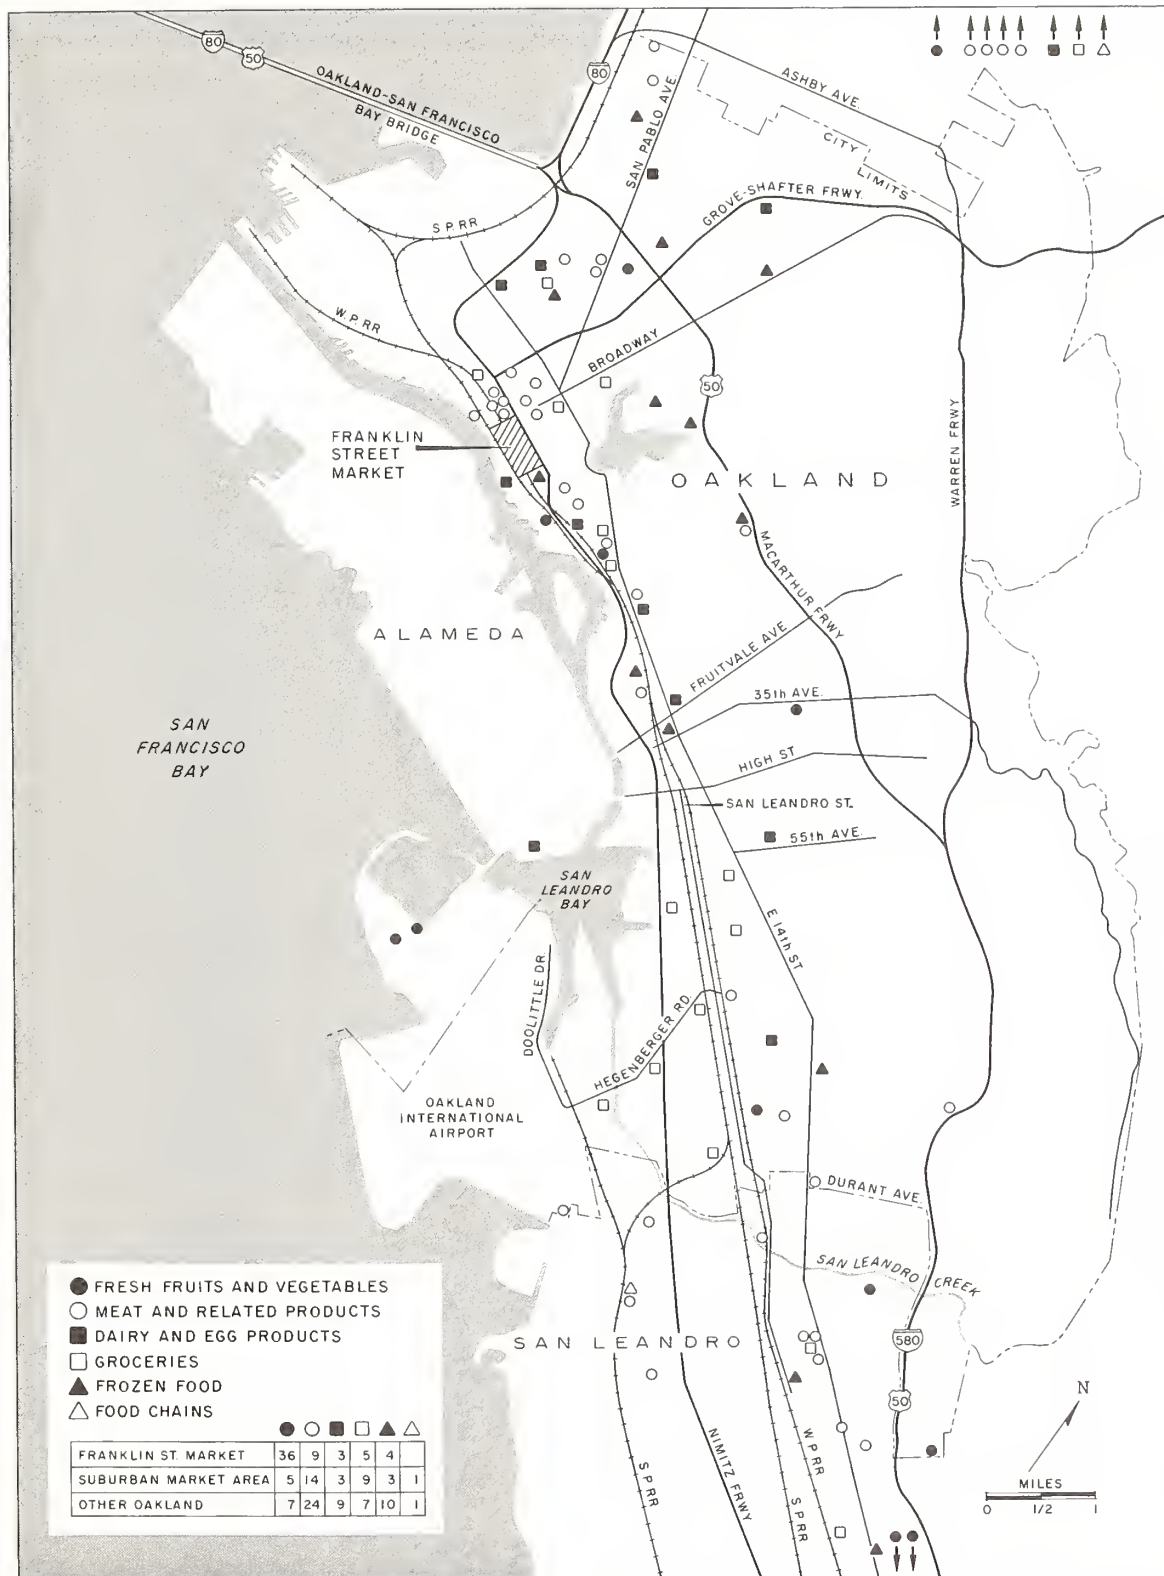 80
50
OAKLAND-SAN FRANCISCO
BAY BRIDGE
80
SAN PABLO AVE.
ASHBY AVE.
CITY
LIMITS
GROVE-SHAFTER FRWY.
S P. RR
W. P. RR
BROADWAY
50
WARREN FRWY
FRANKLIN
STREET
MARKET
OAKLAND
MACARTHUR FRWY
ALAMEDA
FRUITVALE AVE
35th AVE.
SAN
FRANCISCO
BAY
HIGH ST
SAN LEANDRO ST.
55th AVE.
SAN
LEANDRO
BAY
E 14th ST
DOOLITTLE DR.
HEGENBERGER RD.
OAKLAND
INTERNATIONAL
AIRPORT
DURANT AVE.
SAN LEANDRO CREEK
FRESH FRUITS AND VEGETABLES
MEAT AND RELATED PRODUCTS
DAIRY AND EGG PRODUCTS
GROCERIES
FROZEN FOOD
FOOD CHAINS
FRANKLIN ST. MARKET 36 9 3 5 4
SUBURBAN MARKET AREA 5 14 3 9 3 1
OTHER OAKLAND 7 24 9 7 10 1
SAN LEANDRO
580
50
N
S P RR
NIMITZ FRWY
S P RR
W P RR
MILES
0 1/2 1